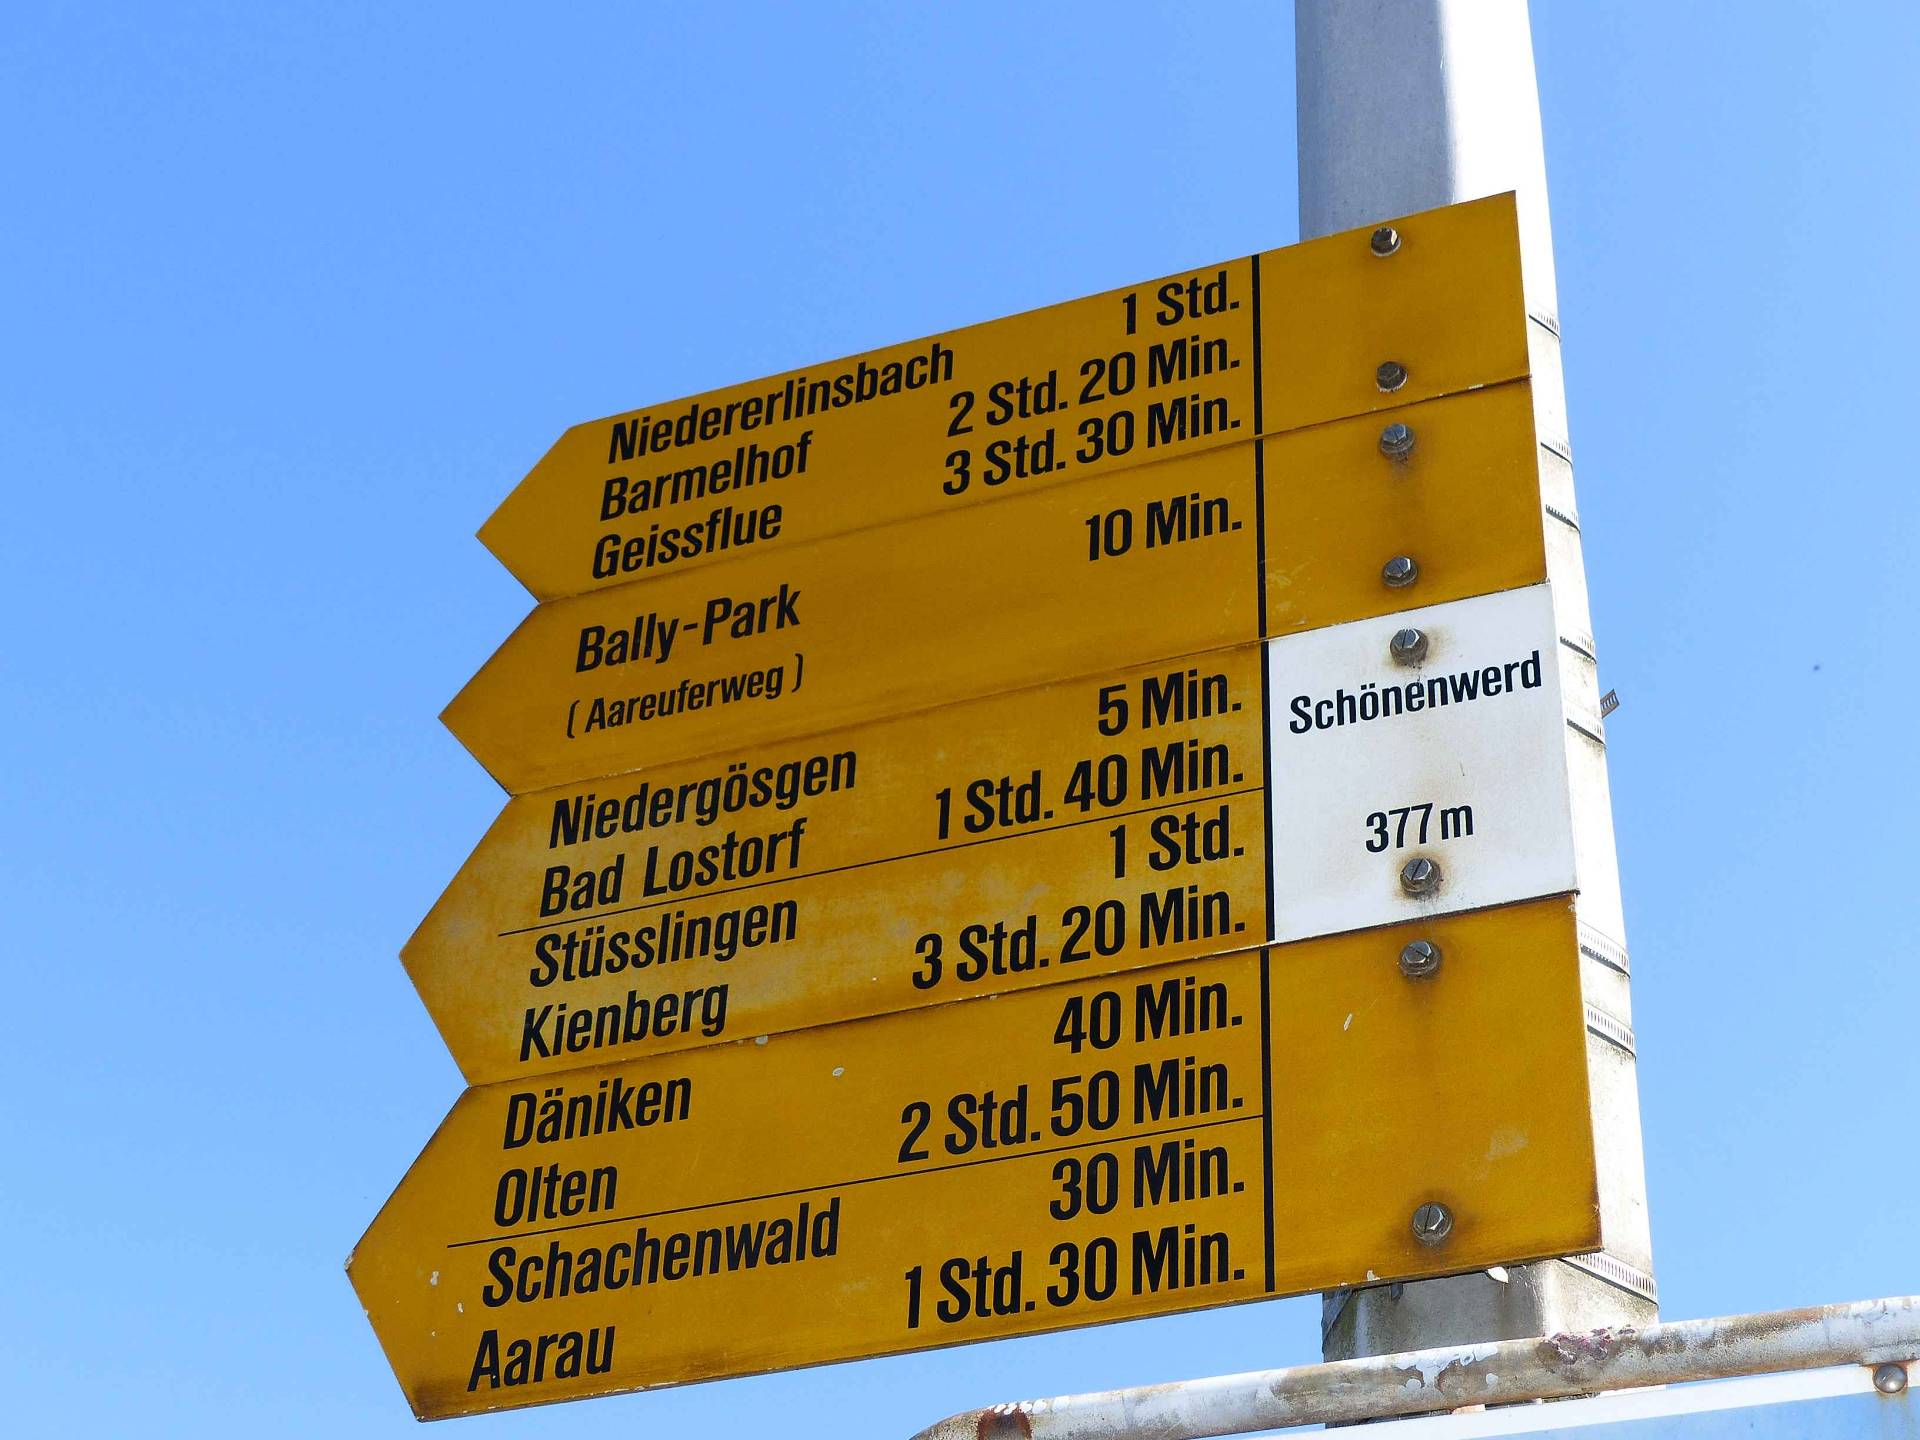 Niedererlinsbach 1 Std.
Barmelhof 2 Std. 20 Min.
Geissflue 3 Std. 30 Min.
Bally-Park 10 Min.
(Aareuferweg)
Niedergösgen 5 Min.
Bad Lostorf 1 Std. 40 Min.
Stüsslingen 1 Std.
Kienberg 3 Std. 20 Min.
Schönenwerd
377 m
Däniken 40 Min.
Olten 2 Std. 50 Min.
Schachenwald 30 Min.
Aarau 1 Std. 30 Min.